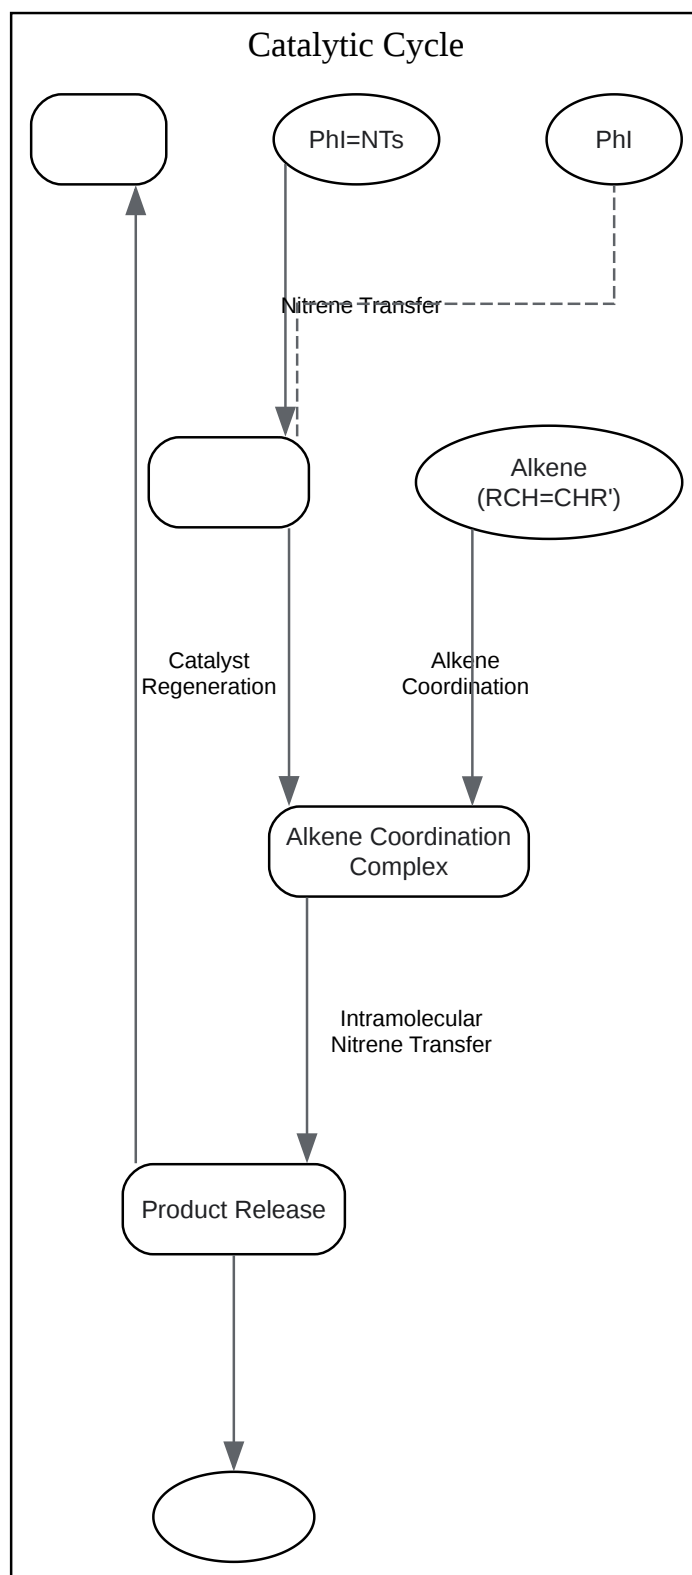 Catalytic Cycle
PhI=NTs
PhI
Nitrene Transfer
Alkene
(RCH=CHR')
Catalyst
Regeneration
Alkene
Coordination
Alkene Coordination
Complex
Intramolecular
Nitrene Transfer
Product Release